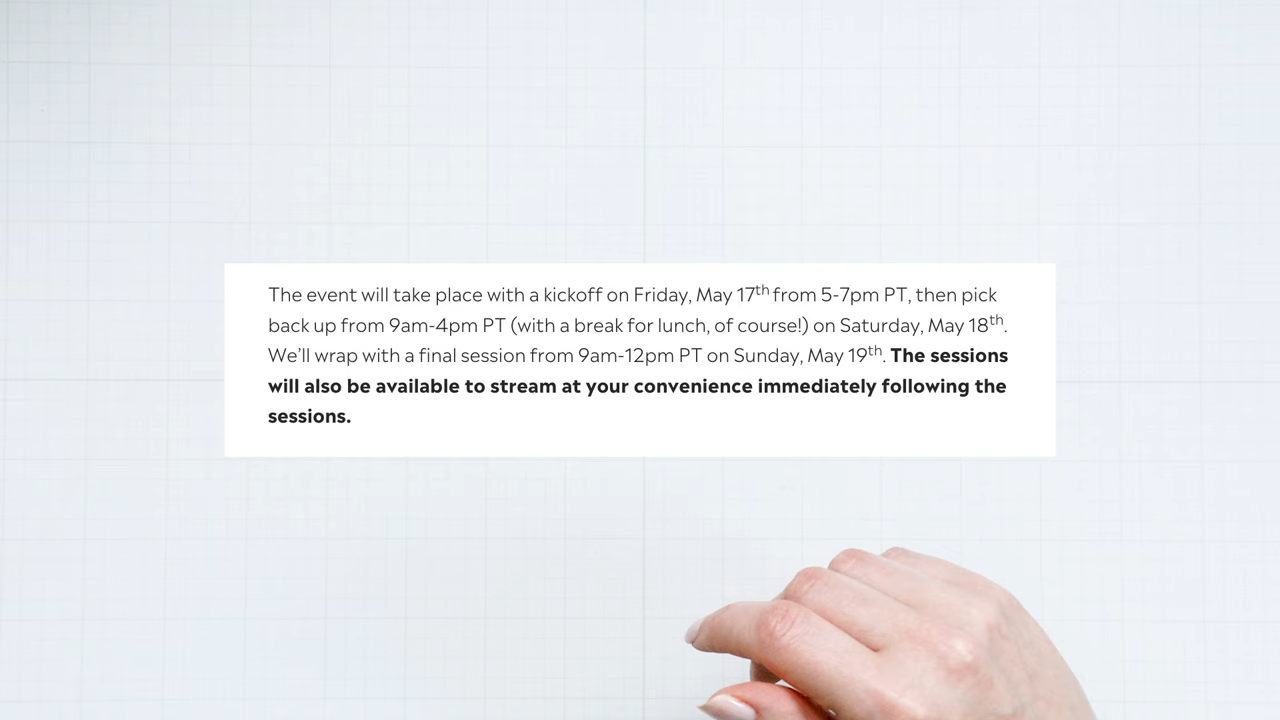 The event will take place with a kickoff on Friday, May 17th from 5-7pm PT, then pick
back up from 9am-4pm PT (with a break for lunch, of course!) on Saturday, May 18th.
We'll wrap with a final session from 9am-12pm PT on Sunday, May 19th. The sessions
will also be available to stream at your convenience immediately following the
sessions.